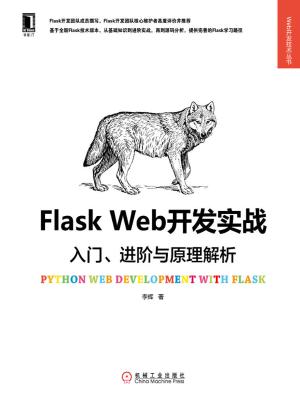 Flask开发团队成员撰写，Flask开发团队核心维护者高度评价并推荐
基于全新Flask技术版本，从基础知识到进阶实战，再到源码分析，提供完善的Flask学习路径
Web开发技术丛书
Flask Web开发实战
入门、进阶与原理解析
PYTHON WEB DEVELOPMENT WITH FLASK
李辉 著
机械工业出版社
China Machine Press